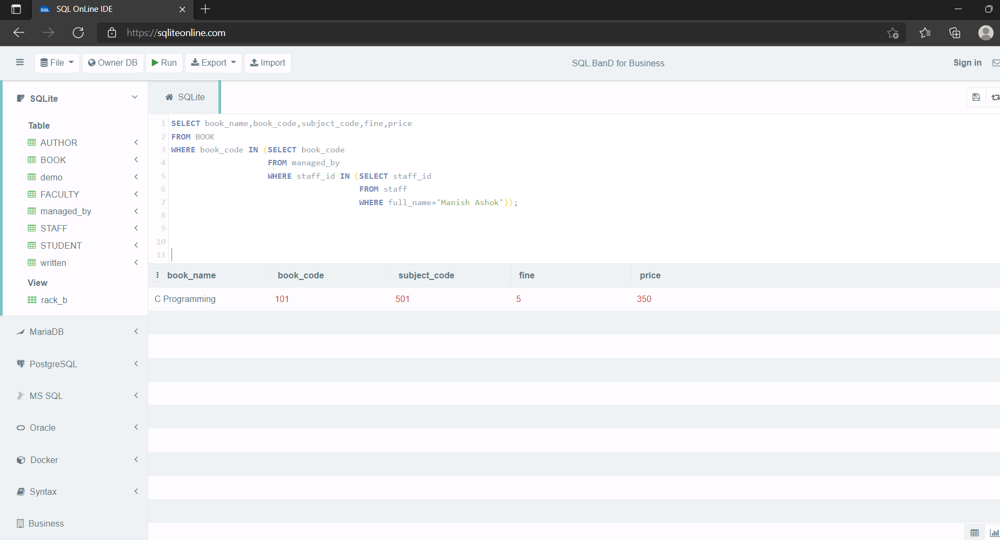 SQL OnLine IDE
https://sqliteonline.com
File
Owner DB
Run
Export
Import
SQL.BanD for Business
Sign in
SQLite
Table
AUTHOR
BOOK
demo
FACULTY
managed_by
STAFF
STUDENT
written
View
rack_b
MariaDB
PostgreSQL
MS SQL
Oracle
Docker
Syntax
Business
SQLite
1 SELECT book_name,book_code,subject_code,fine,price
2 FROM BOOK
3 WHERE book_code IN (SELECT book_code
4 FROM managed_by
5 WHERE staff_id IN (SELECT staff_id
6 FROM staff
7 WHERE full_name='Manish Ashok'));
8
9
10
11
book_name book_code subject_code fine price
C Programming 101 501 5 350